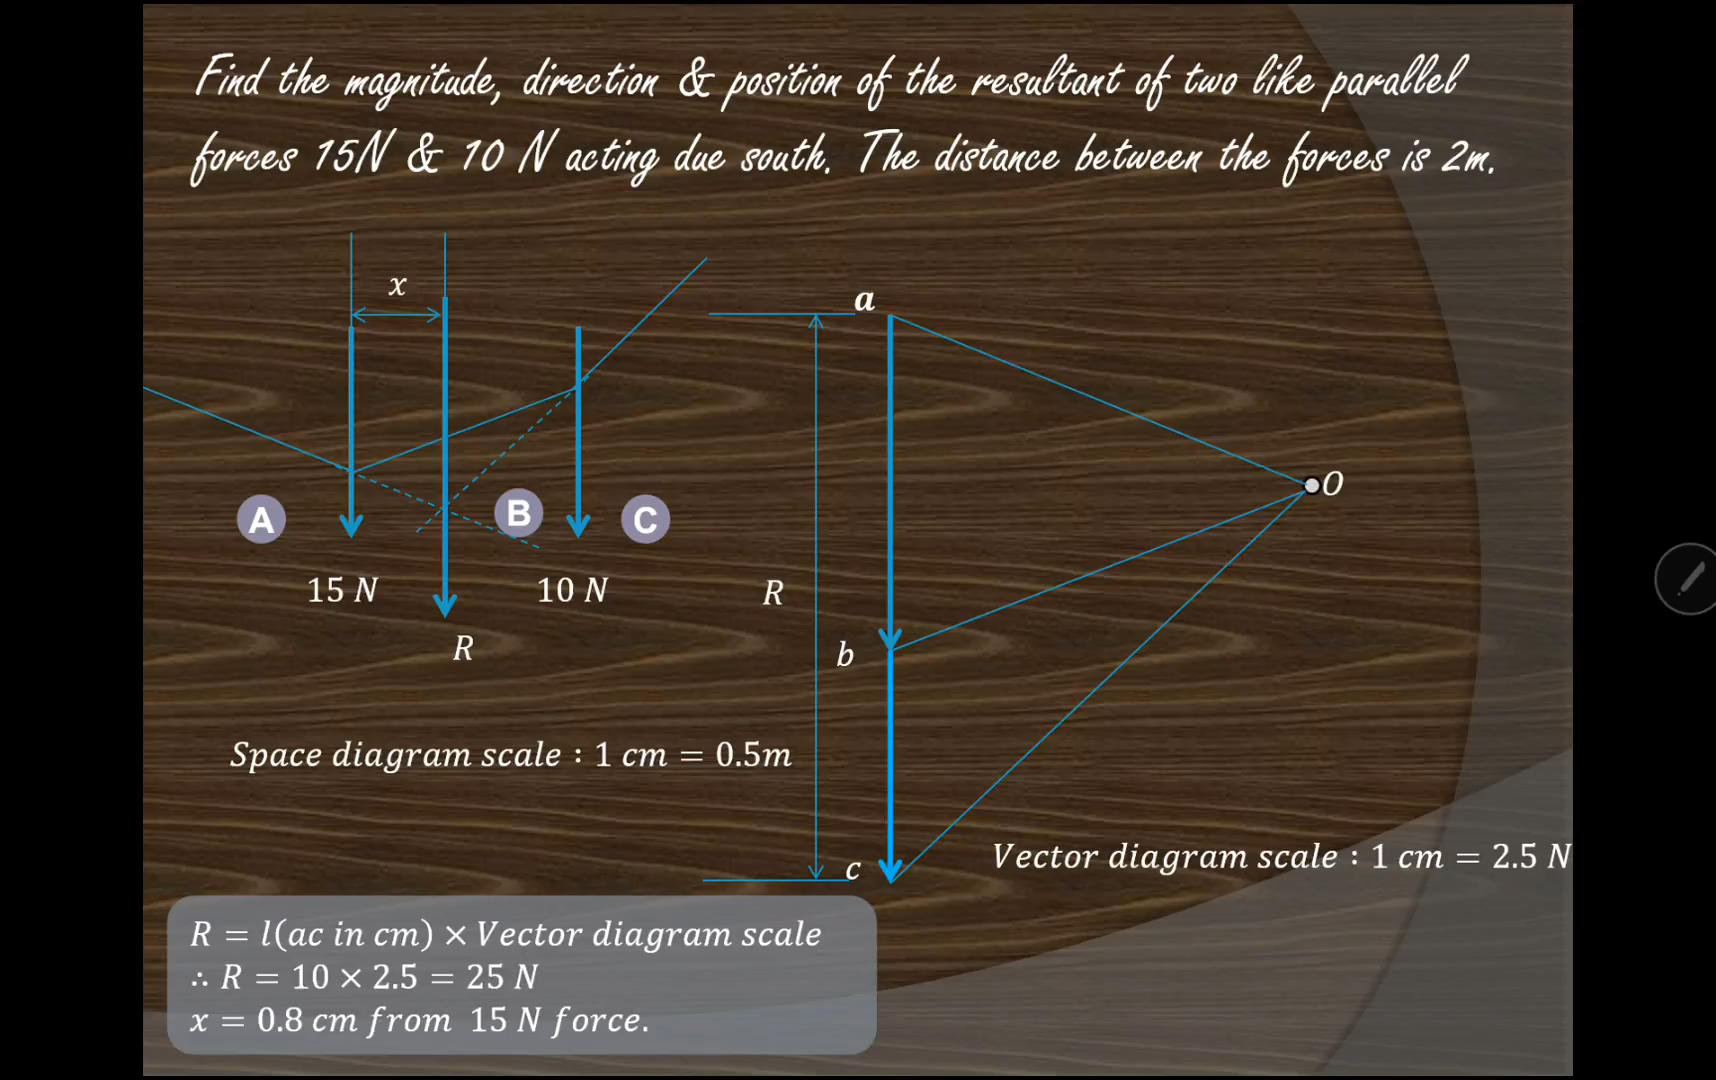 Find the magnitude, direction & position of the resultant of two like parallel
forces 15N & 10 N acting due south. The distance between the forces is 2m.
x
a
O
A
B
C
15 N
10 N
R
R
b
Space diagram scale : 1 cm = 0.5m
c
Vector diagram scale : 1 cm = 2.5 N
R = l(ac in cm) × Vector diagram scale
∴ R = 10 × 2.5 = 25 N
x = 0.8 cm from 15 N force.